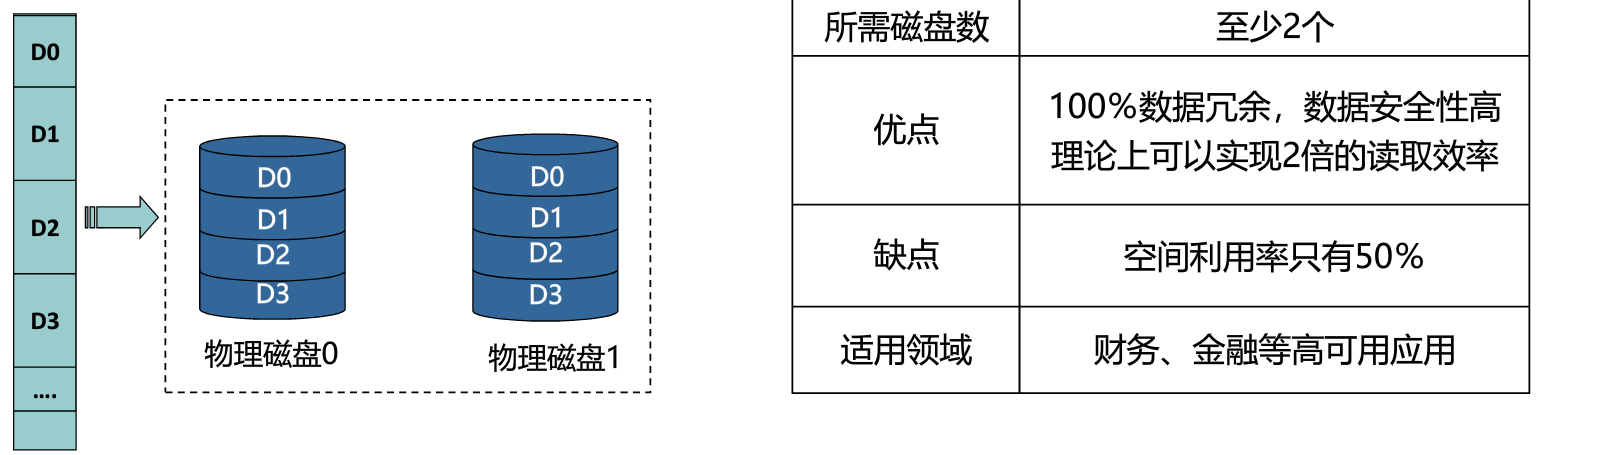 D0
D1
D2
D3
....
D0
D1
D2
D3
物理磁盘0
D0
D1
D2
D3
物理磁盘1
所需磁盘数
至少2个
优点
100%数据冗余，数据安全性高
理论上可以实现2倍的读取效率
缺点
空间利用率只有50%
适用领域
财务、金融等高可用应用